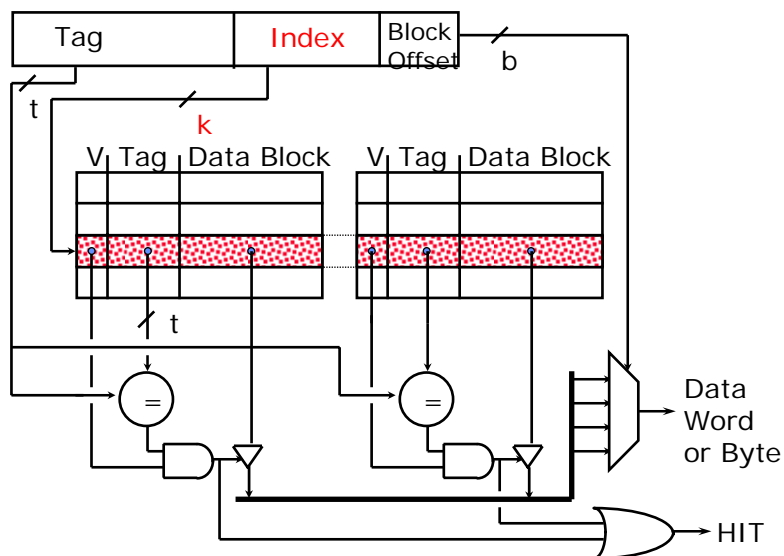 Tag
Index
Block
Offset
t
k
b
V Tag Data Block
V Tag Data Block
t
=
=
Data
Word
or Byte
HIT